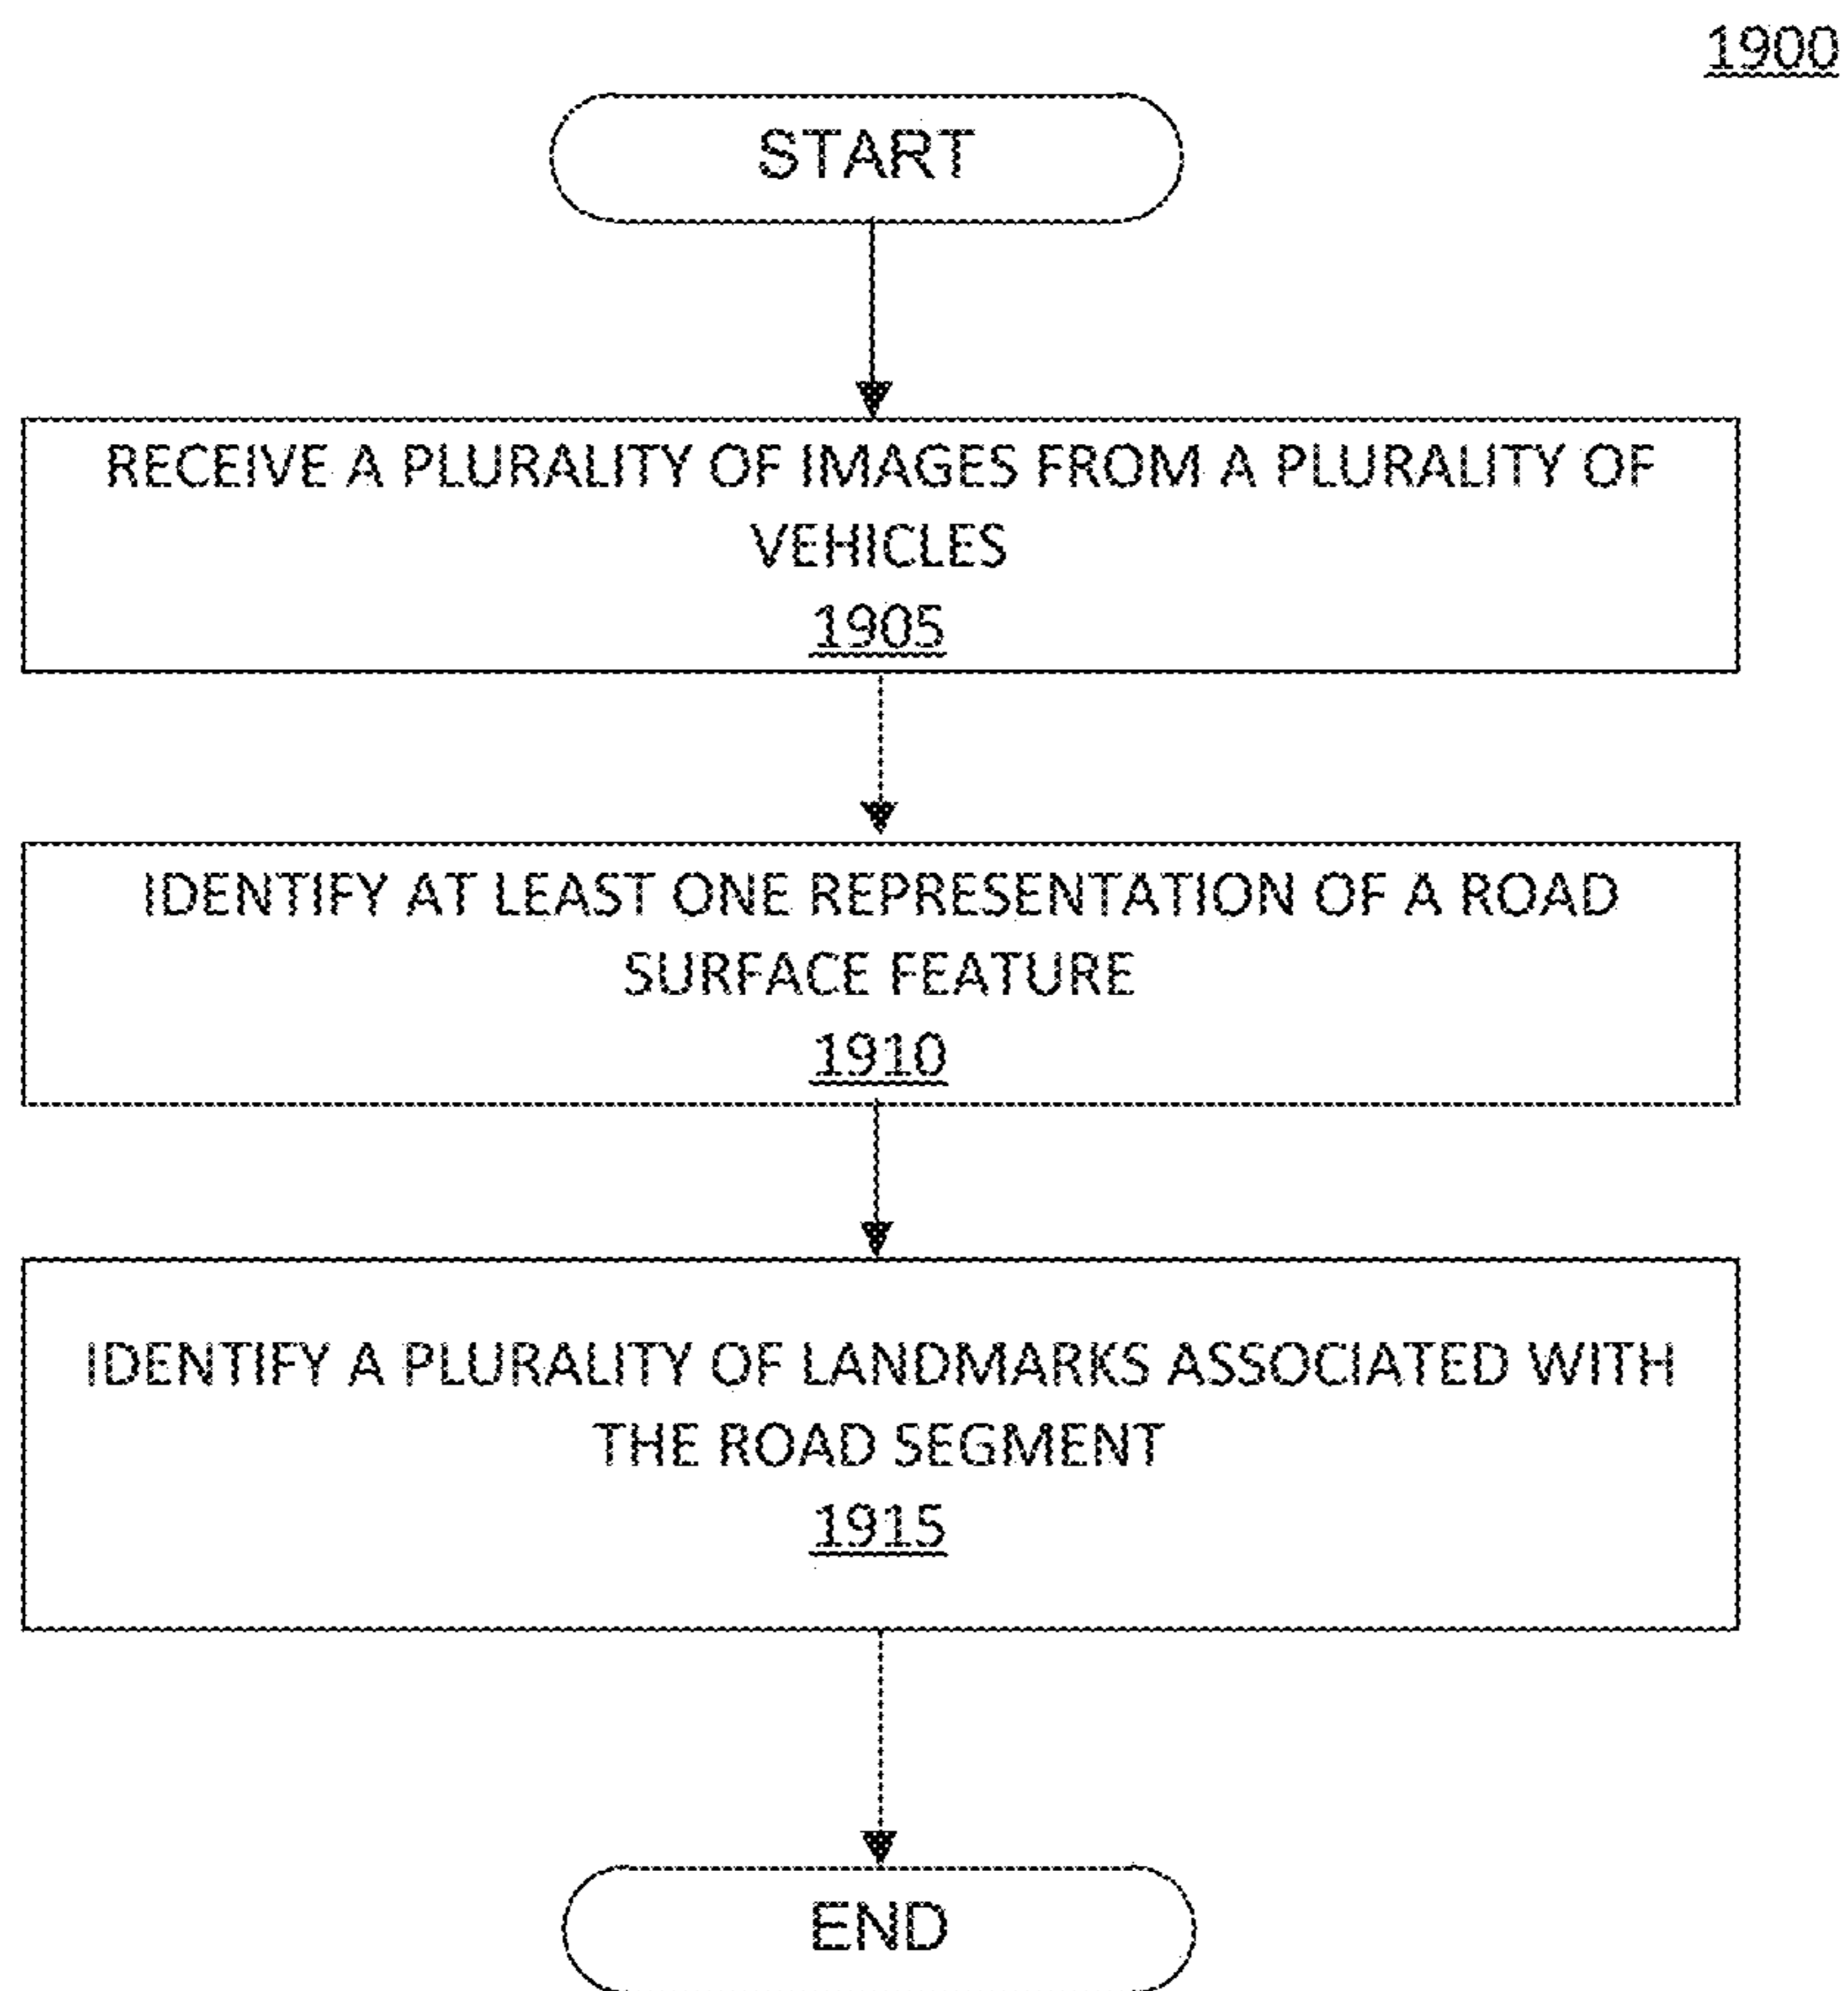 1900
START
RECEIVE A PLURALITY OF IMAGES FROM A PLURALITY OF
VEHICLES
1905
IDENTIFY AT LEAST ONE REPRESENTATION OF A ROAD
SURFACE FEATURE
1910
IDENTIFY A PLURALITY OF LANDMARKS ASSOCIATED WITH
THE ROAD SEGMENT
1915
END